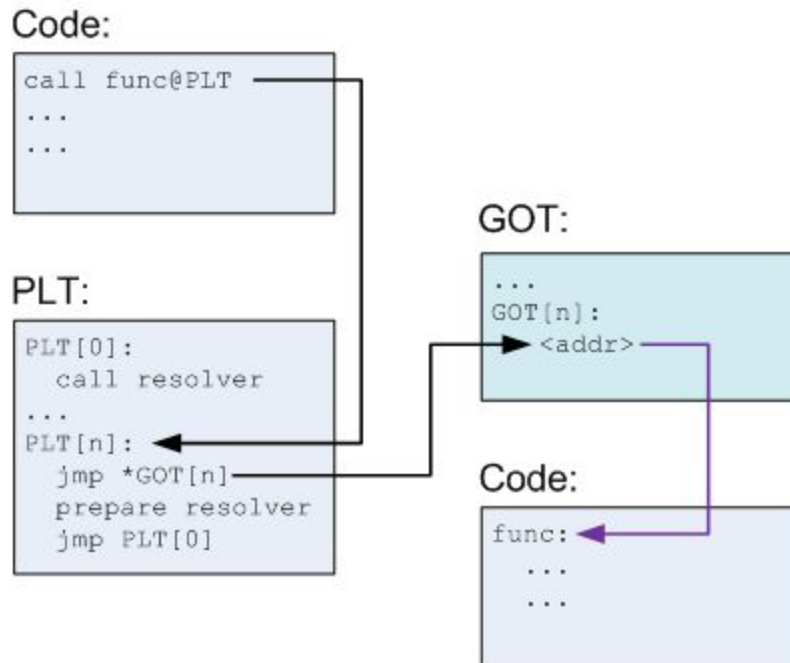 Code:
call func@PLT
...
...
PLT:
PLT[0]:
call resolver
...
PLT[n]:
jmp *GOT[n]
prepare resolver
jmp PLT[0]
GOT:
...
GOT[n]:
<addr>
Code:
func:
...
...